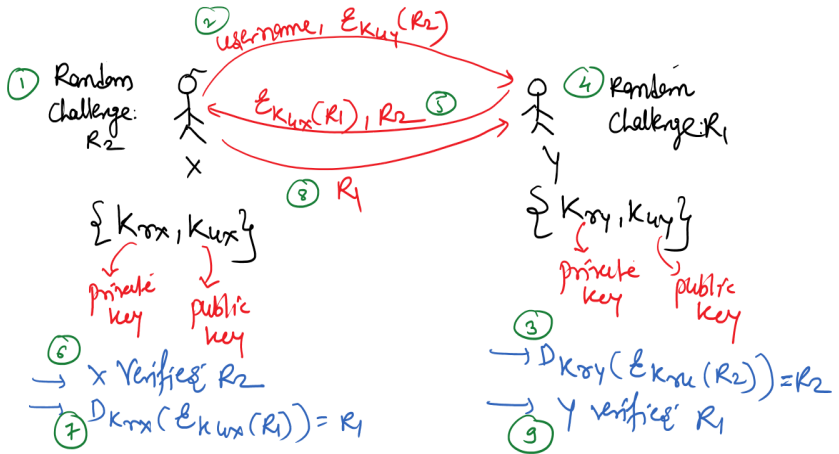 ②
username, E_Kuy(R2)
① Random
Challenge:
R2
E_Kux(R1), R2 ⑤
④ Random
Challenge: R1
X
Y
⑧ R1
{Krx, Kux}
{Kry, Kuy}
private
key
public
key
private
key
public
key
⑥
→ X Verifies R2
→ D_Krx(E_Kux(R1)) = R1
⑦
③
→ D_Kry(E_Kru(R2)) = R2
→ Y verifies R1
⑨